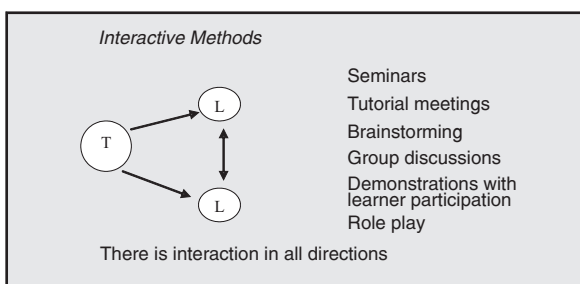 Interactive Methods
T
L
L
Seminars
Tutorial meetings
Brainstorming
Group discussions
Demonstrations with
learner participation
Role play
There is interaction in all directions